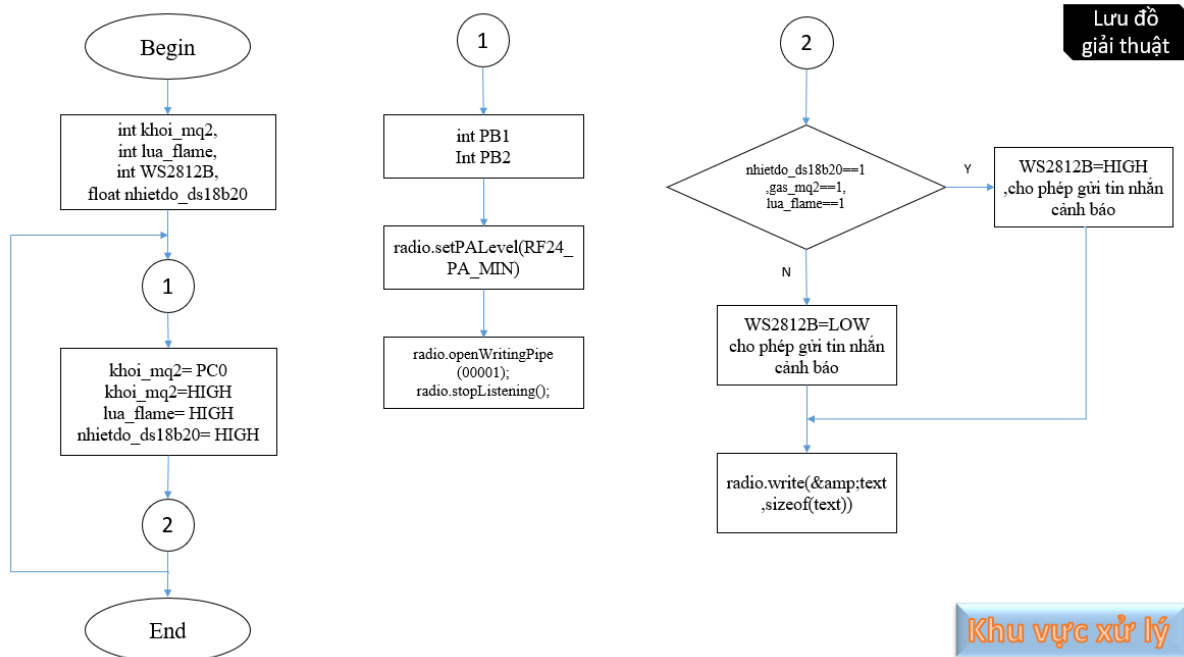 Lưu đồ
giải thuật
Begin
int khoi_mq2,
int lua_flame,
int WS2812B,
float nhietdo_ds18b20
1
khoi_mq2= PC0
khoi_mq2=HIGH
lua_flame= HIGH
nhietdo_ds18b20= HIGH
2
End
1
int PB1
Int PB2
radio.setPALevel(RF24_
PA_MIN)
radio.openWritingPipe
(00001);
radio.stopListening();
2
nhietdo_ds18b20==1
,gas_mq2==1,
lua_flame==1
Y
WS2812B=HIGH
,cho phép gửi tin nhắn
cảnh báo
N
WS2812B=LOW
cho phép gửi tin nhắn
cảnh báo
radio.write(&amp;text
,sizeof(text))
Khu vực xử lý